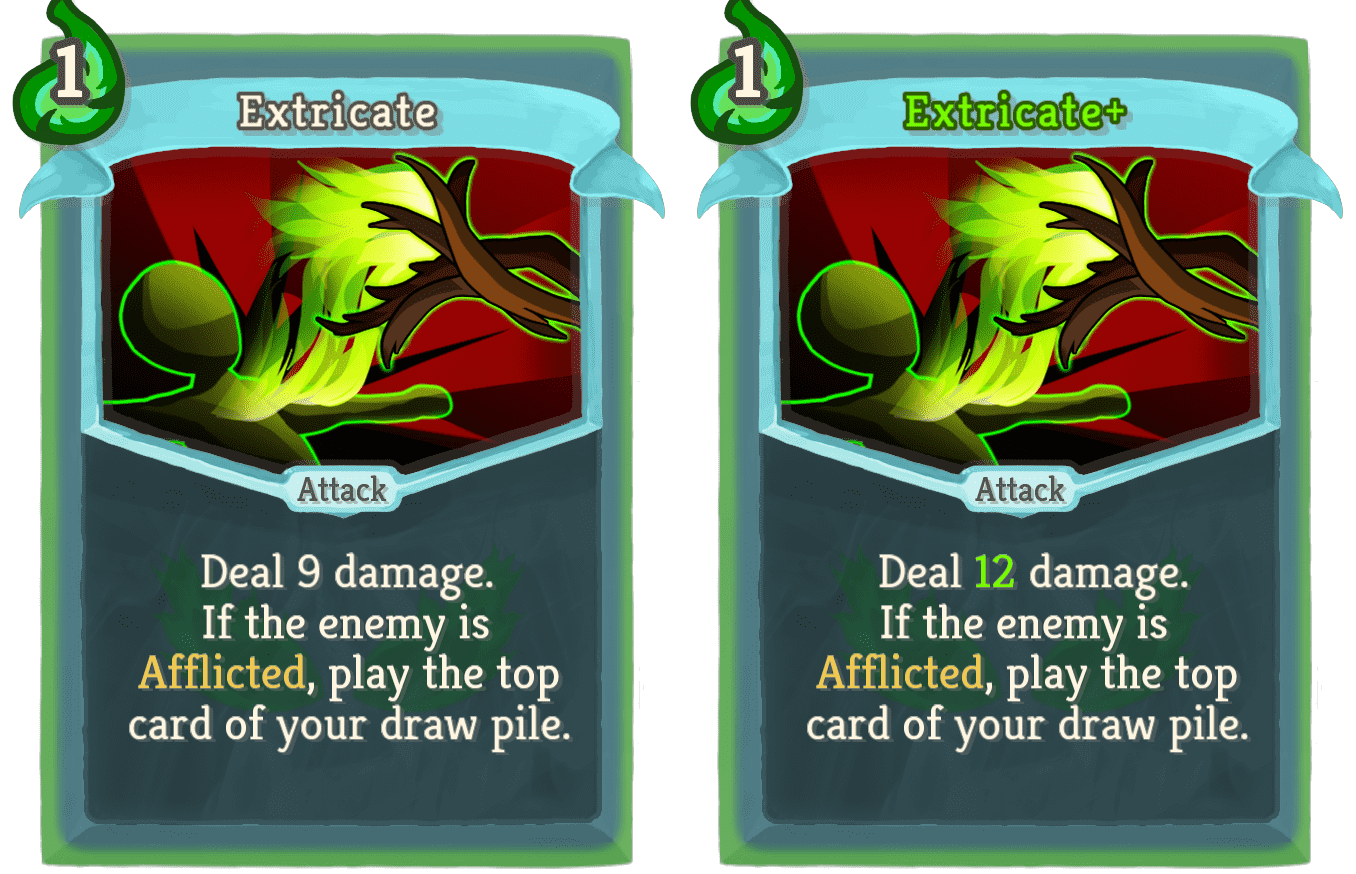 1
Extricate
Attack
Deal 9 damage.
If the enemy is
Afflicted, play the top
card of your draw pile.
1
Extricate+
Attack
Deal 12 damage.
If the enemy is
Afflicted, play the top
card of your draw pile.